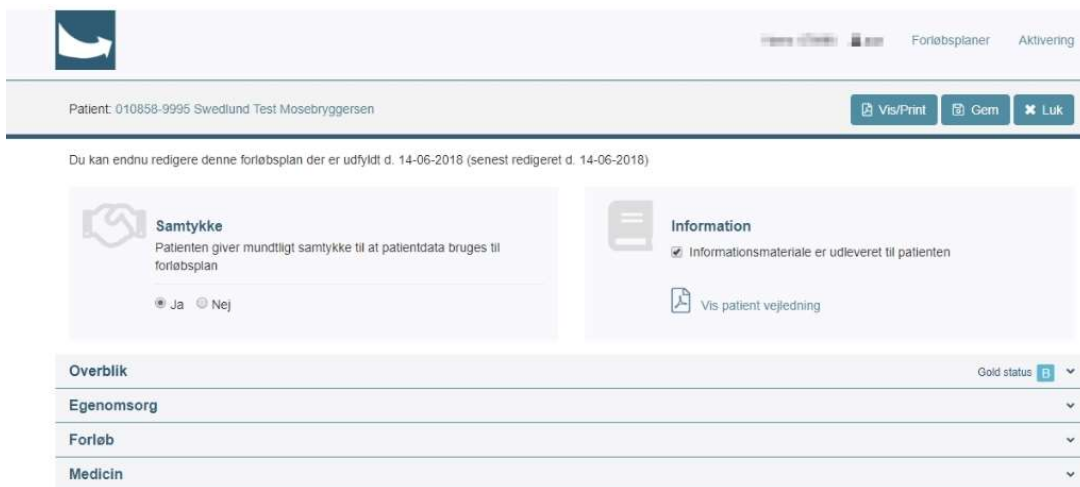 Forløbsplaner Aktivering
Patient: 010858-9995 Swedlund Test Mosebryggersen Vis/Print Gem Luk
Du kan endnu redigere denne forløbsplan der er udfyldt d. 14-06-2018 (senest redigeret d. 14-06-2018)
Samtykke
Patienten giver mundtligt samtykke til at patientdata bruges til
forløbsplan
Ja Nej
Information
Informationsmateriale er udleveret til patienten
Vis patient vejledning
Overblik Gold status B
Egenomsorg
Forløb
Medicin